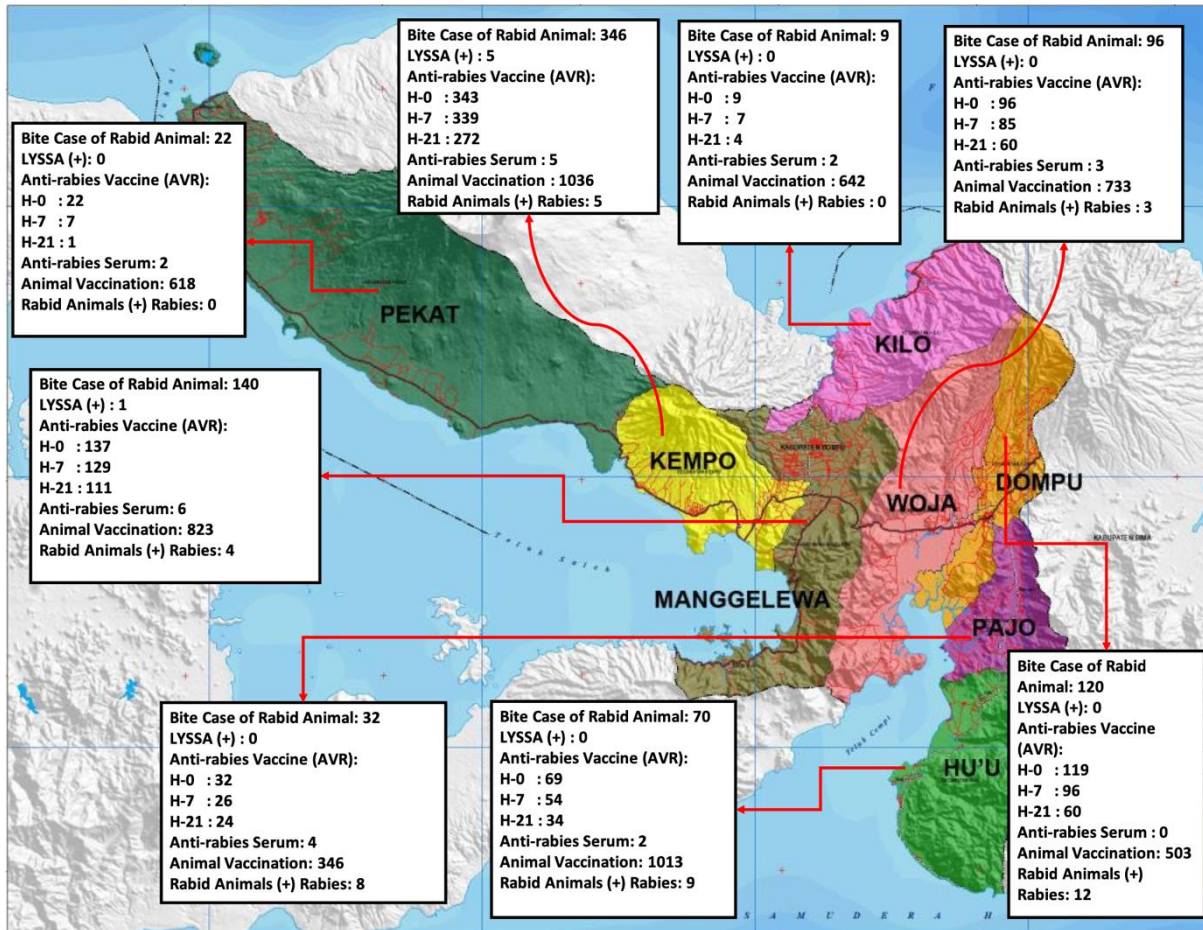 Bite Case of Rabid Animal: 346
LYSSA (+) : 5
Anti-rabies Vaccine (AVR):
H-0 : 343
H-7 : 339
H-21 : 272
Anti-rabies Serum : 5
Animal Vaccination : 1036
Rabid Animals (+) Rabies: 5
Bite Case of Rabid Animal: 9
LYSSA (+) : 0
Anti-rabies Vaccine (AVR):
H-0 : 9
H-7 : 7
H-21 : 4
Anti-rabies Serum : 2
Animal Vaccination : 642
Rabid Animals (+) Rabies : 0
Bite Case of Rabid Animal: 96
LYSSA (+): 0
Anti-rabies Vaccine (AVR):
H-0 : 96
H-7 : 85
H-21 : 60
Anti-rabies Serum : 3
Animal Vaccination : 733
Rabid Animals (+) Rabies : 3
Bite Case of Rabid Animal: 22
LYSSA (+): 0
Anti-rabies Vaccine (AVR):
H-0 : 22
H-7 : 7
H-21 : 1
Anti-rabies Serum: 2
Animal Vaccination: 618
Rabid Animals (+) Rabies: 0
PEKAT
KILO
Bite Case of Rabid Animal: 140
LYSSA (+) : 1
Anti-rabies Vaccine (AVR):
H-0 : 137
H-7 : 129
H-21 : 111
Anti-rabies Serum : 6
Animal Vaccination: 823
Rabid Animals (+) Rabies: 4
KABUPATEN DOMPU
KEMPO
WOJA
DOMPU
KABUPATEN BIMA
Teluk Saleh
MANGGELEWA
PAJO
Bite Case of Rabid Animal: 32
LYSSA (+) : 0
Anti-rabies Vaccine (AVR):
H-0 : 32
H-7 : 26
H-21 : 24
Anti-rabies Serum: 4
Animal Vaccination: 346
Rabid Animals (+) Rabies: 8
Bite Case of Rabid Animal: 70
LYSSA (+) : 0
Anti-rabies Vaccine (AVR):
H-0 : 69
H-7 : 54
H-21 : 34
Anti-rabies Serum: 2
Animal Vaccination: 1013
Rabid Animals (+) Rabies: 9
Teluk Cempi
HU'U
Bite Case of Rabid
Animal: 120
LYSSA (+): 0
Anti-rabies Vaccine
(AVR):
H-0 : 119
H-7 : 96
H-21 : 60
Anti-rabies Serum : 0
Animal Vaccination: 503
Rabid Animals (+)
Rabies: 12
SAMUDERA H